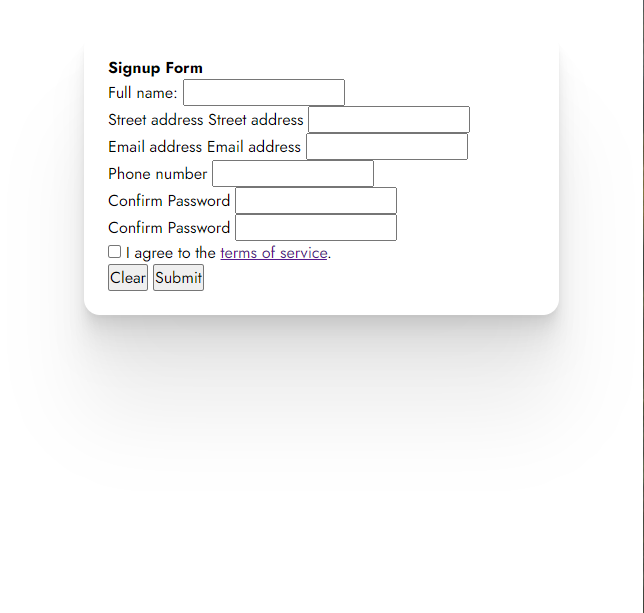 Signup Form
Full name:
Street address Street address
Email address Email address
Phone number
Confirm Password
Confirm Password
I agree to the terms of service.
Clear Submit